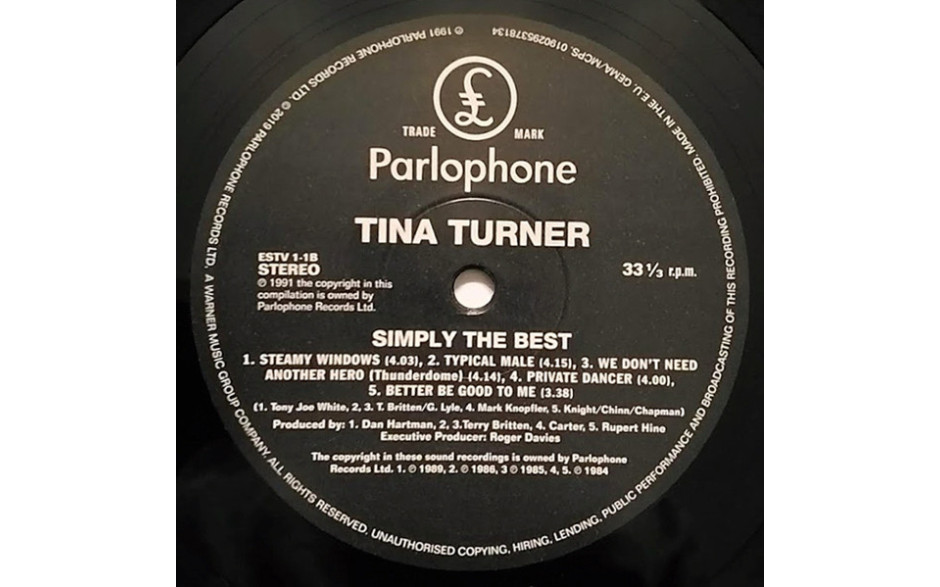 £
TRADE MARK
Parlophone
TINA TURNER
ESTV 1-1B
STEREO
℗ 1991 the copyright in this
compilation is owned by
Parlophone Records Ltd.
33 ⅓ r.p.m.
SIMPLY THE BEST
1. STEAMY WINDOWS (4.03), 2. TYPICAL MALE (4.15), 3. WE DON'T NEED
ANOTHER HERO (Thunderdome) (4.14), 4. PRIVATE DANCER (4.00),
5. BETTER BE GOOD TO ME (3.38)
(1. Tony Joe White, 2, 3. T. Britten/G. Lyle, 4. Mark Knopfler, 5. Knight/Chinn/Chapman)
Produced by: 1. Dan Hartman, 2, 3.Terry Britten, 4. Carter, 5. Rupert Hine
Executive Producer: Roger Davies
The copyright in these sound recordings is owned by Parlophone
Records Ltd. 1. ℗ 1989, 2. ℗ 1986, 3 ℗ 1985, 4, 5. ℗ 1984
℗ 1991 PARLOPHONE RECORDS LTD. © 2019 PARLOPHONE RECORDS LTD. A WARNER MUSIC GROUP COMPANY. ALL RIGHTS RESERVED. UNAUTHORISED COPYING, HIRING, LENDING, PUBLIC PERFORMANCE AND BROADCASTING OF THIS RECORDING PROHIBITED. MADE IN THE E.U. GEMA/MCPS. 0190295378134